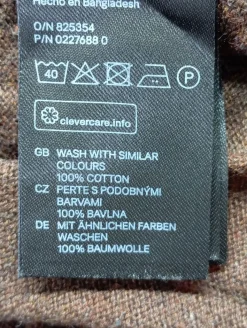 Hecho en Bangladesh
O/N 825354
P/N 0227688 0
40
P
clevercare.info
GB WASH WITH SIMILAR
COLOURS
100% COTTON
CZ PERTE S PODOBNÝMI
BARVAMI
100% BAVLNA
DE MIT ÄHNLICHEN FARBEN
WASCHEN
100% BAUMWOLLE